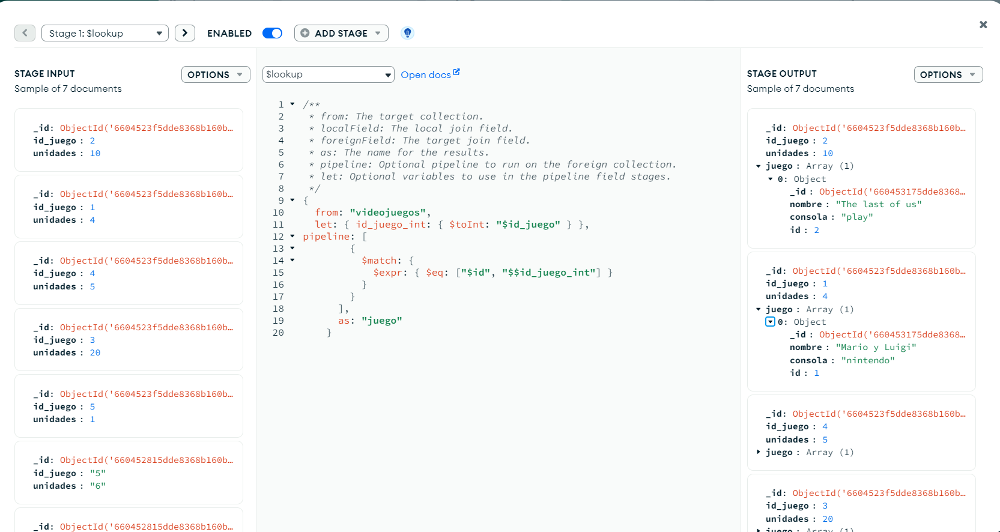 Stage 1: $lookup
ENABLED
ADD STAGE
STAGE INPUT
OPTIONS
Sample of 7 documents
_id: ObjectId('6604523f5dde8368b160b…
id_juego : 2
unidades : 10
_id: ObjectId('6604523f5dde8368b160b…
id_juego : 1
unidades : 4
_id: ObjectId('6604523f5dde8368b160b…
id_juego : 4
unidades : 5
_id: ObjectId('6604523f5dde8368b160b…
id_juego : 3
unidades : 20
_id: ObjectId('6604523f5dde8368b160b…
id_juego : 5
unidades : 1
_id: ObjectId('660452815dde8368b160b…
id_juego : "5"
unidades : "6"
_id: ObjectId('660452815dde8368b160b…
$lookup
Open docs
1 /**
2 * from: The target collection.
3 * localField: The local join field.
4 * foreignField: The target join field.
5 * as: The name for the results.
6 * pipeline: Optional pipeline to run on the foreign collection.
7 * let: Optional variables to use in the pipeline field stages.
8 */
9 {
10 from: "videojuegos",
11 let: { id_juego_int: { $toInt: "$id_juego" } },
12 pipeline: [
13 {
14 $match: {
15 $expr: { $eq: ["$id", "$$id_juego_int"] }
16 }
17 }
18 ],
19 as: "juego"
20 }
STAGE OUTPUT
OPTIONS
Sample of 7 documents
_id: ObjectId('6604523f5dde8368b160b…
id_juego : 2
unidades : 10
juego : Array (1)
0: Object
_id : ObjectId('660453175dde8368…
nombre : "The last of us"
consola : "play"
id : 2
_id: ObjectId('6604523f5dde8368b160b…
id_juego : 1
unidades : 4
juego : Array (1)
0: Object
_id : ObjectId('660453175dde8368…
nombre : "Mario y Luigi"
consola : "nintendo"
id : 1
_id: ObjectId('6604523f5dde8368b160b…
id_juego : 4
unidades : 5
juego : Array (1)
_id: ObjectId('6604523f5dde8368b160b…
id_juego : 3
unidades : 20
juego : Array (1)